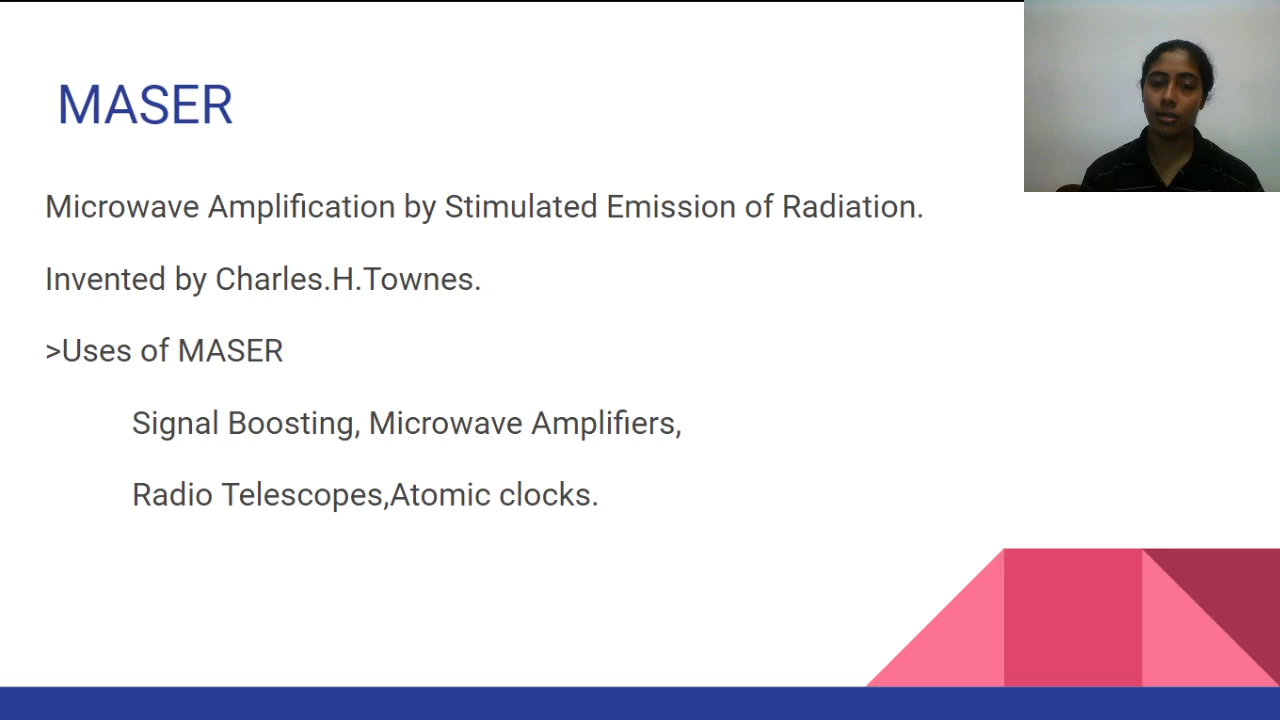 MASER
Microwave Amplification by Stimulated Emission of Radiation.
Invented by Charles.H.Townes.
>Uses of MASER
Signal Boosting, Microwave Amplifiers,
Radio Telescopes,Atomic clocks.